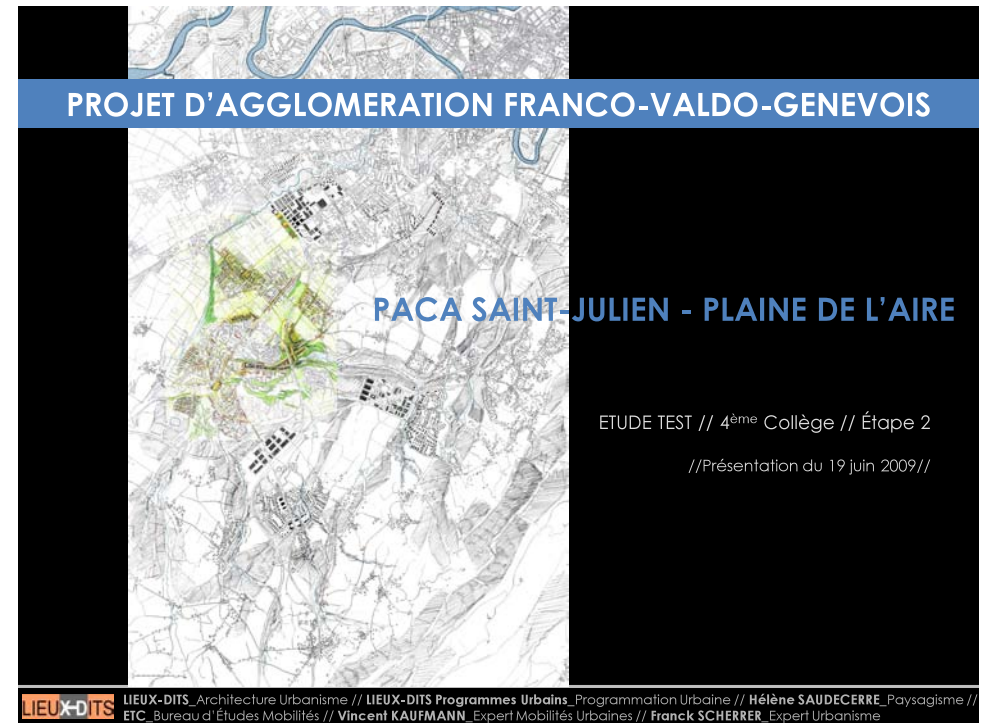 PROJET D'AGGLOMERATION FRANCO-VALDO-GENEVOIS
PACA SAINT-JULIEN - PLAINE DE L'AIRE
ETUDE TEST // 4ème Collège // Étape 2
//Présentation du 19 juin 2009//
LIEUX-DITS
LIEUX-DITS_Architecture Urbanisme // LIEUX-DITS Programmes Urbains_Programmation Urbaine // Hélène SAUDECERRE_Paysagisme //
ETC_Bureau d'Études Mobilités // Vincent KAUFMANN_Expert Mobilités Urbaines // Franck SCHERRER_Expert Urbanisme